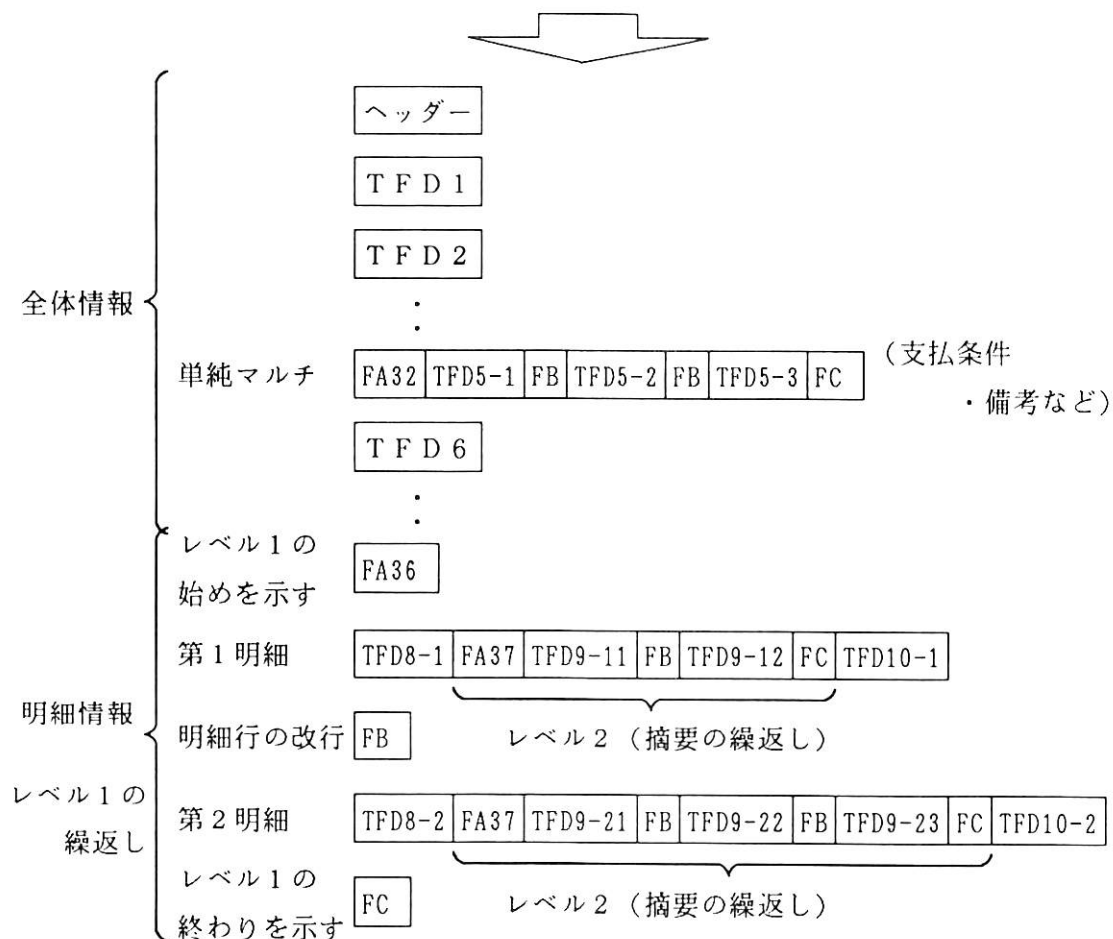 ヘッダー
TFD1
TFD2
・
・
全体情報
単純マルチ FA32 TFD5-1 FB TFD5-2 FB TFD5-3 FC (支払条件
・備考など)
TFD6
・
・
レベル1の
始めを示す FA36
第1明細 TFD8-1 FA37 TFD9-11 FB TFD9-12 FC TFD10-1
明細情報
明細行の改行 FB レベル2(摘要の繰返し)
レベル1の
繰返し
第2明細 TFD8-2 FA37 TFD9-21 FB TFD9-22 FB TFD9-23 FC TFD10-2
レベル1の
終わりを示す FC レベル2(摘要の繰返し)